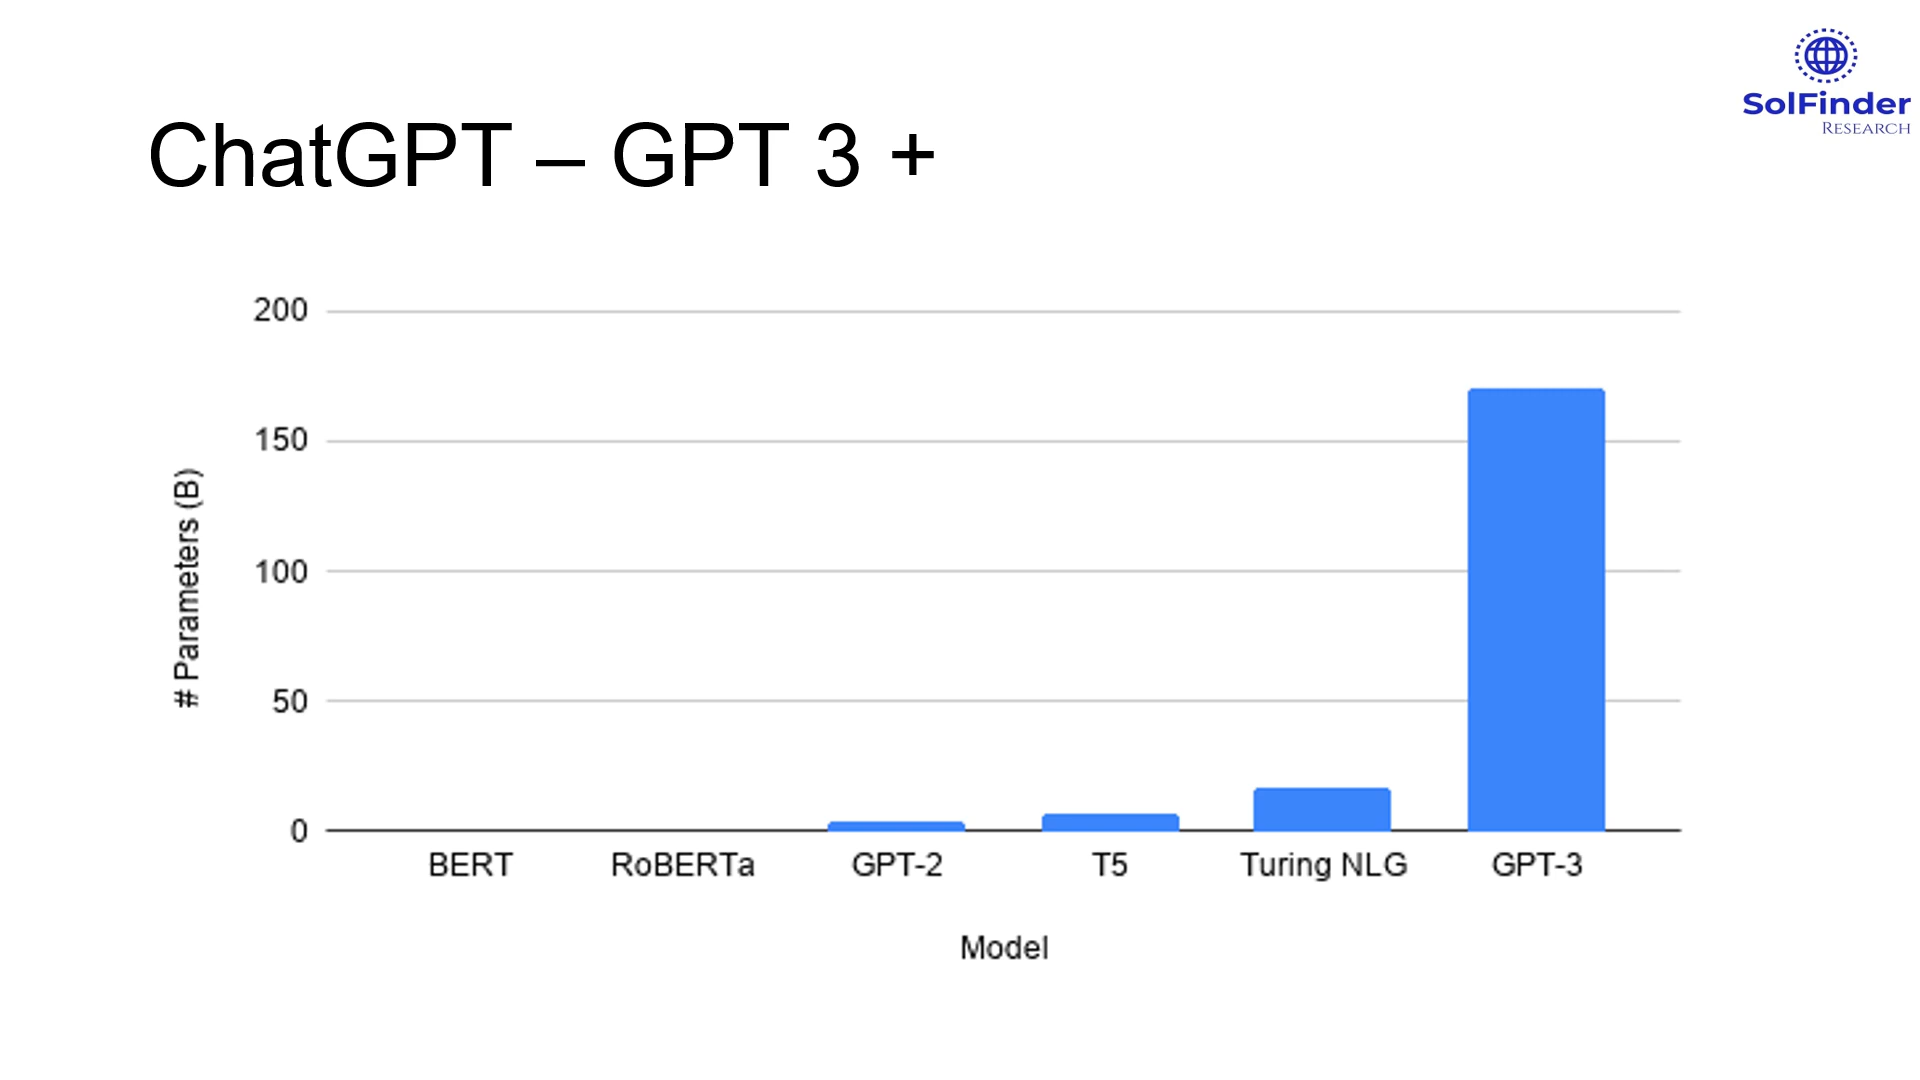 SolFinder
RESEARCH
ChatGPT – GPT 3 +
200
150
100
50
0
# Parameters (B)
BERT RoBERTa GPT-2 T5 Turing NLG GPT-3
Model